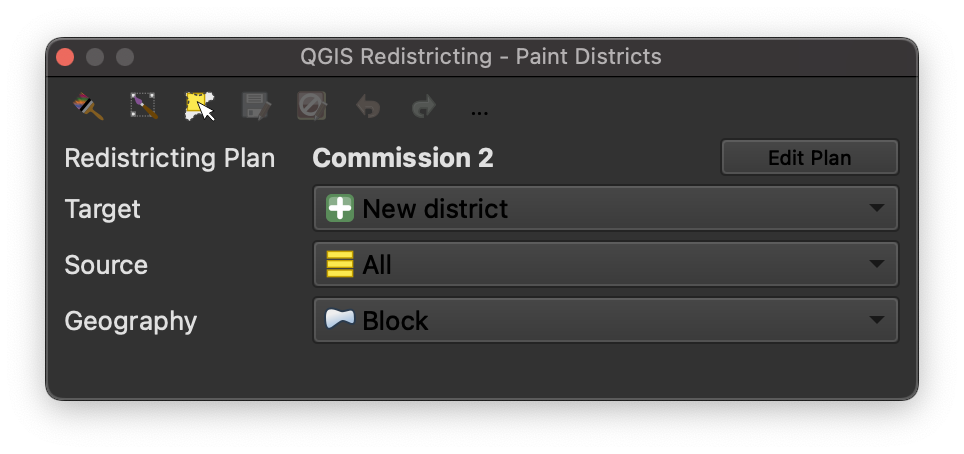 QGIS Redistricting - Paint Districts
...
Redistricting Plan Commission 2 Edit Plan
Target New district
Source All
Geography Block